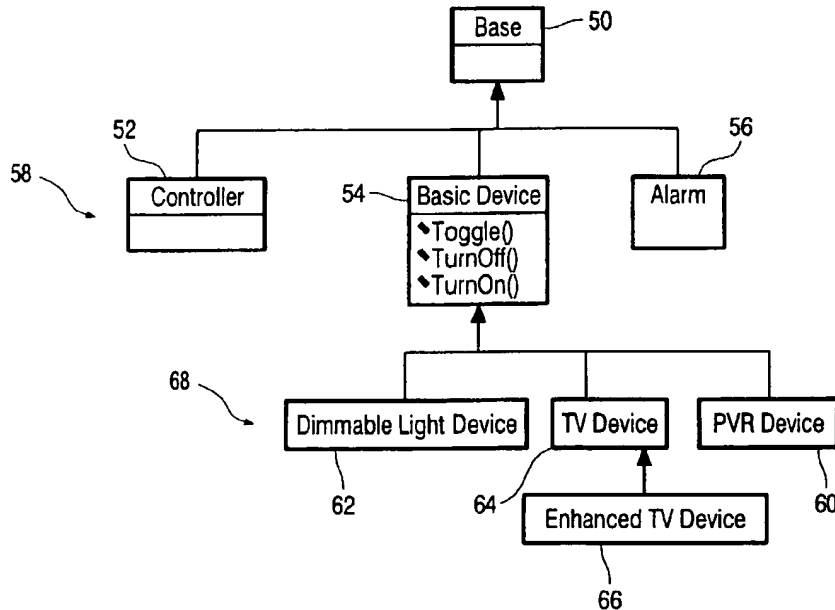 Base
50
52
56
58
Controller
54
Basic Device
Alarm
Toggle()
TurnOff()
TurnOn()
68
Dimmable Light Device
TV Device
PVR Device
62
64
60
Enhanced TV Device
66